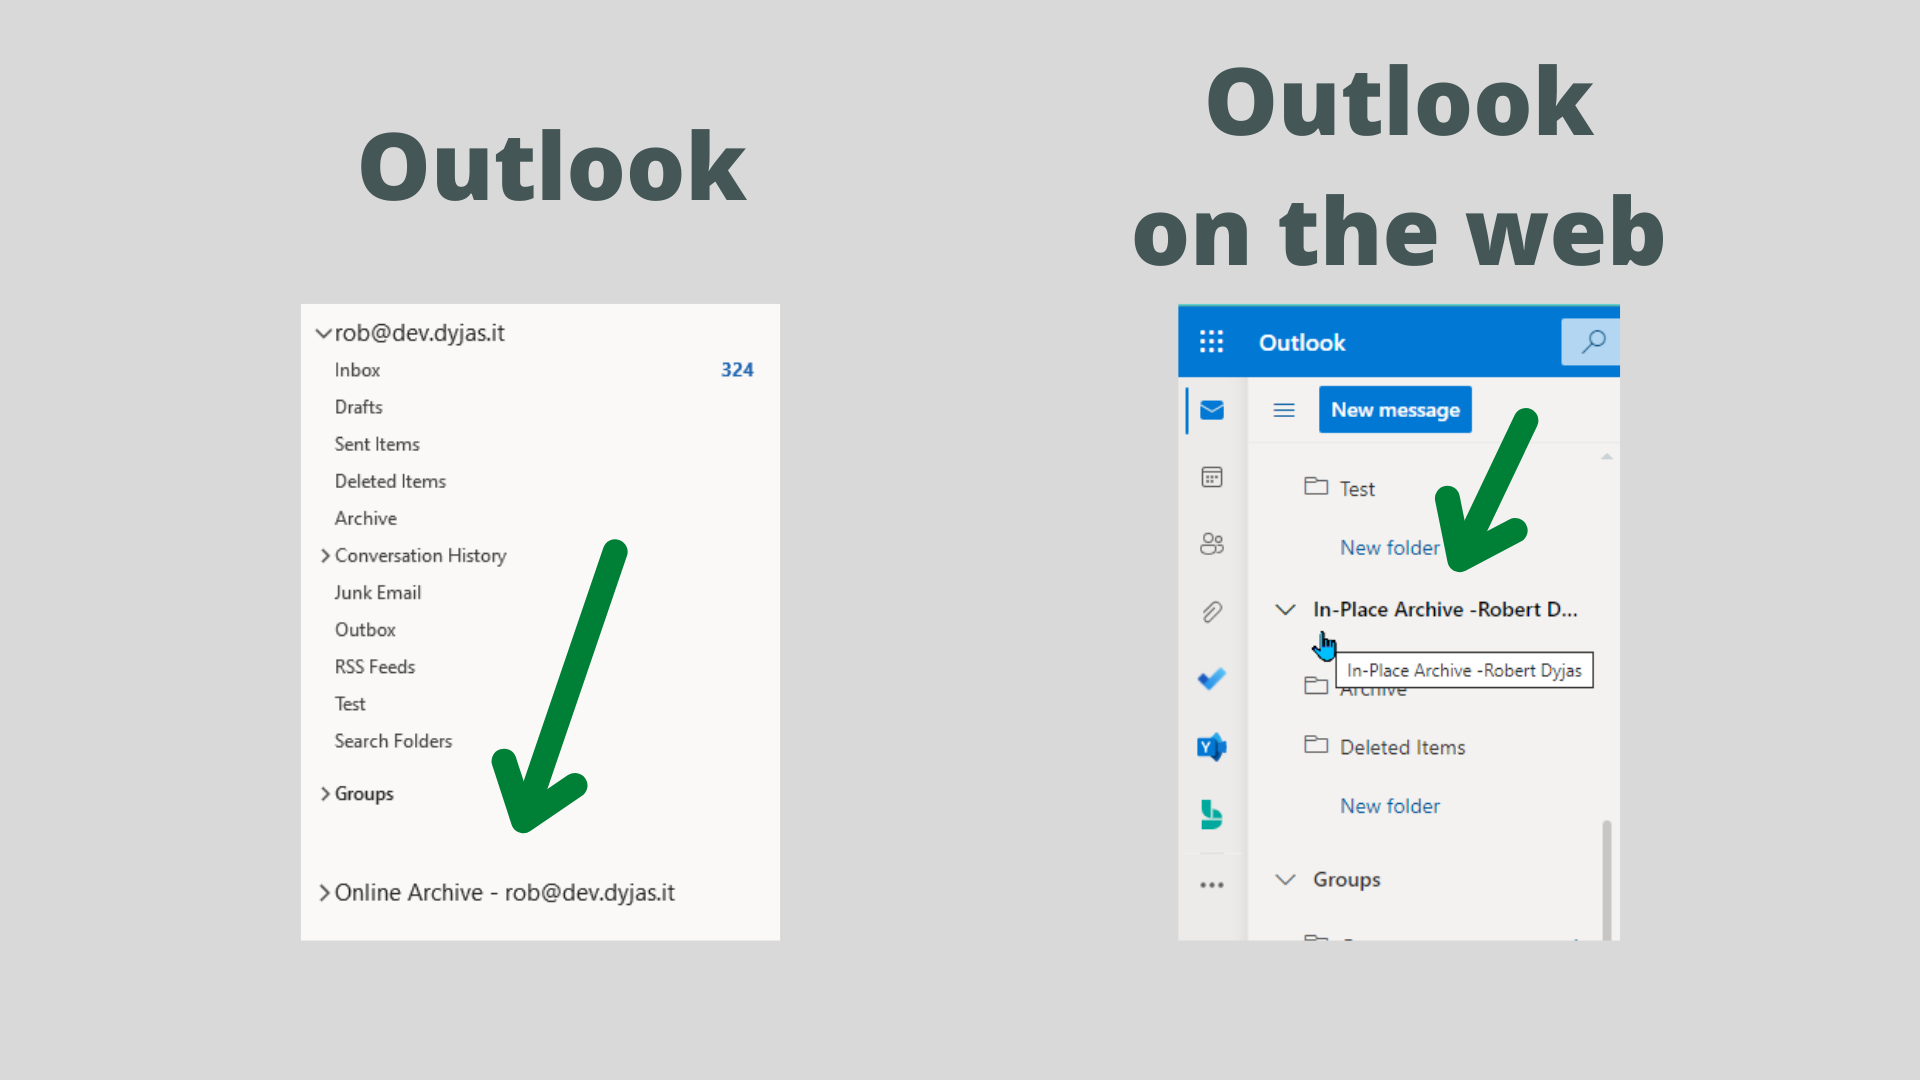 Outlook
rob@dev.dyjas.it
Inbox 324
Drafts
Sent Items
Deleted Items
Archive
Conversation History
Junk Email
Outbox
RSS Feeds
Test
Search Folders
Groups
Online Archive - rob@dev.dyjas.it
Outlook
on the web
Outlook
New message
Test
New folder
In-Place Archive -Robert D...
In-Place Archive -Robert Dyjas
Archive
Deleted Items
New folder
Groups